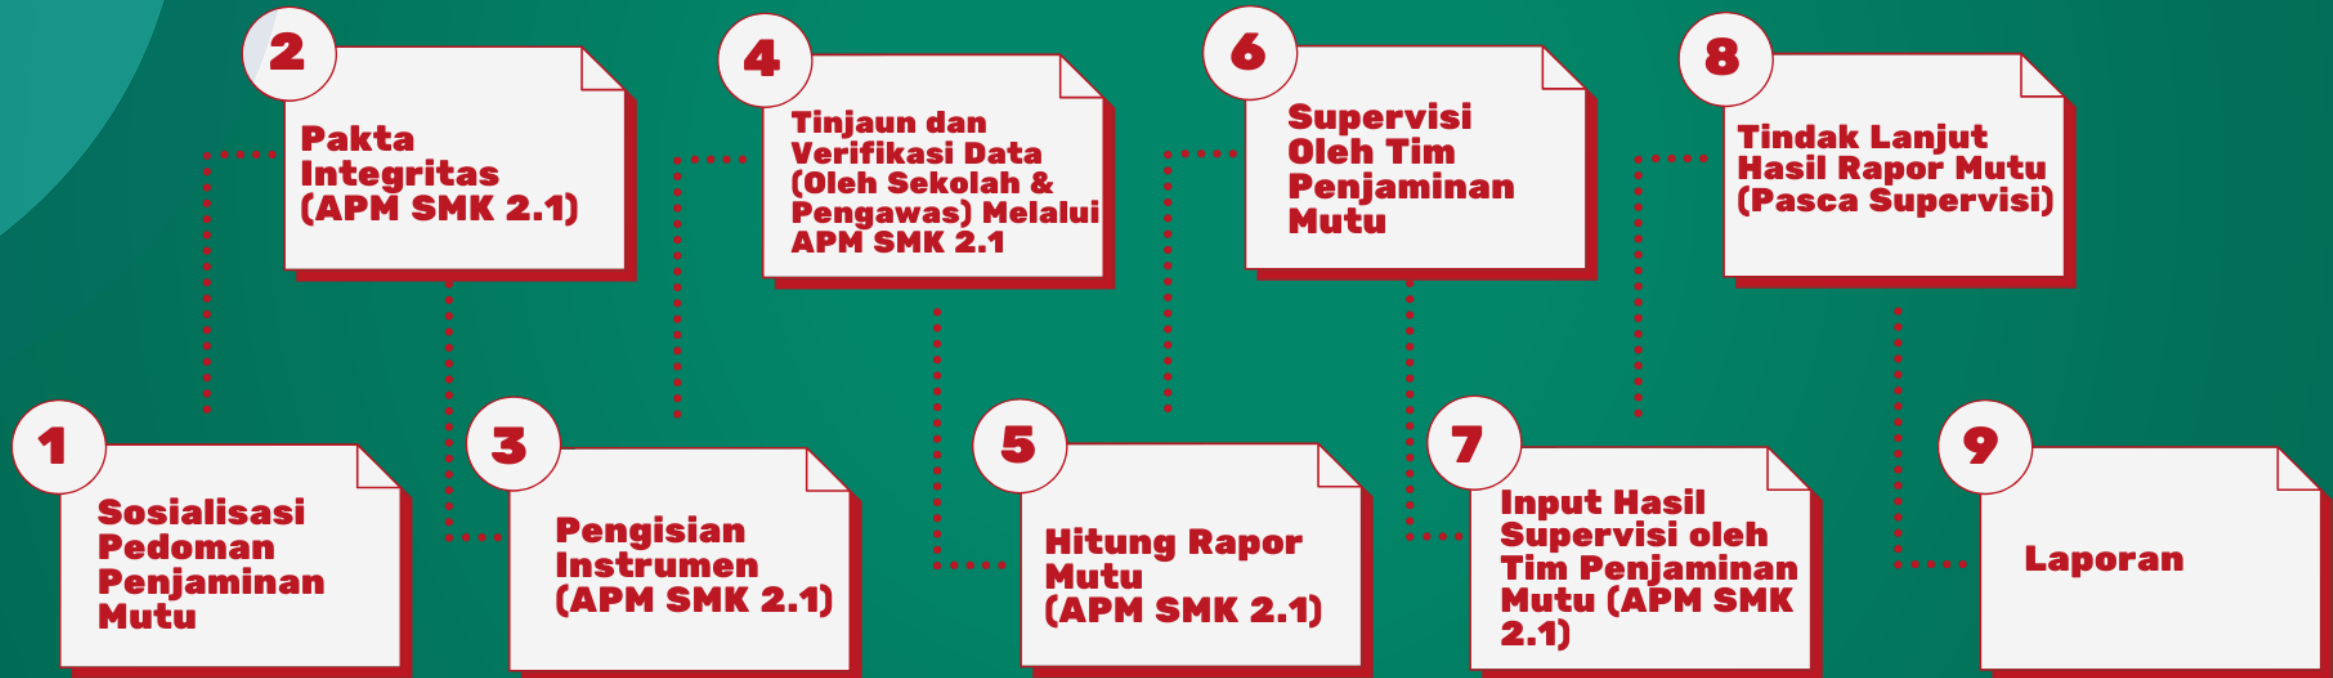 1
Sosialisasi
Pedoman
Penjaminan
Mutu
2
Pakta
Integritas
(APM SMK 2.1)
3
Pengisian
Instrumen
(APM SMK 2.1)
4
Tinjaun dan
Verifikasi Data
(Oleh Sekolah &
Pengawas) Melalui
APM SMK 2.1
5
Hitung Rapor
Mutu
(APM SMK 2.1)
6
Supervisi
Oleh Tim
Penjaminan
Mutu
7
Input Hasil
Supervisi oleh
Tim Penjaminan
Mutu (APM SMK
2.1)
8
Tindak Lanjut
Hasil Rapor Mutu
(Pasca Supervisi)
9
Laporan